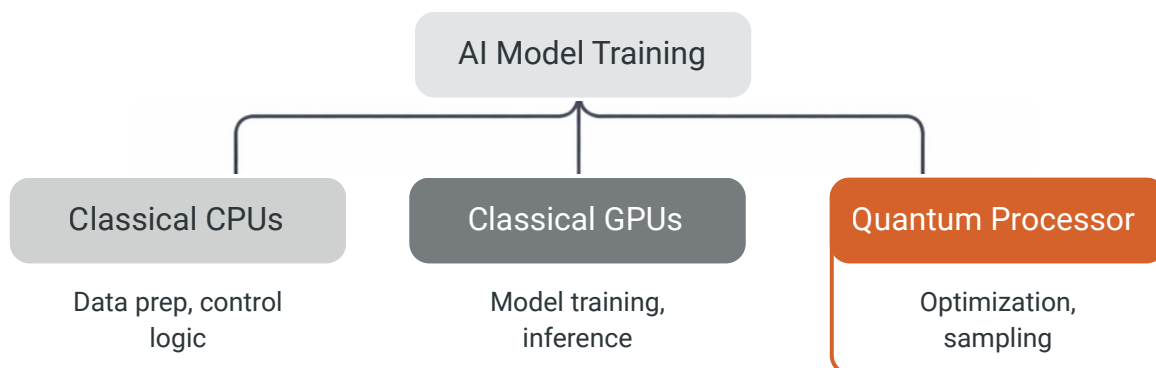 AI Model Training
Classical CPUs
Classical GPUs
Quantum Processor
Data prep, control
logic
Model training,
inference
Optimization,
sampling